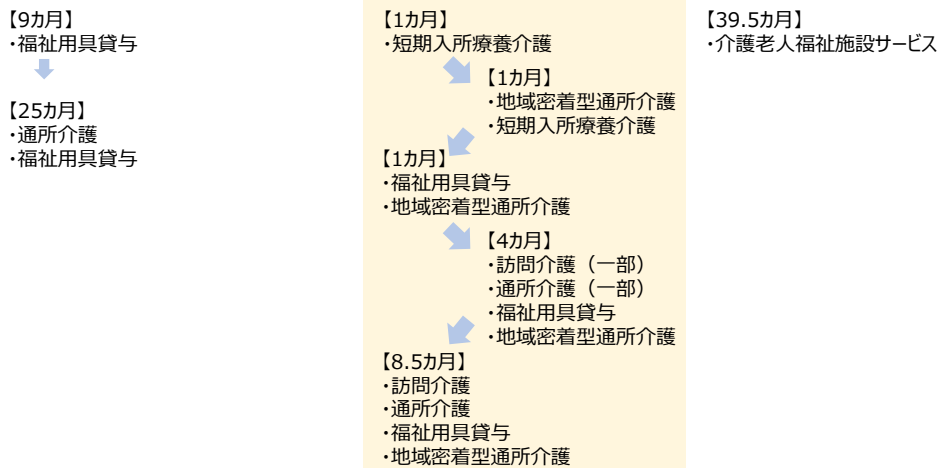 【9カ月】
・福祉用具貸与
【25カ月】
・通所介護
・福祉用具貸与
【1カ月】
・短期入所療養介護
【1カ月】
・地域密着型通所介護
・短期入所療養介護
【1カ月】
・福祉用具貸与
・地域密着型通所介護
【4カ月】
・訪問介護（一部）
・通所介護（一部）
・福祉用具貸与
・地域密着型通所介護
【8.5カ月】
・訪問介護
・通所介護
・福祉用具貸与
・地域密着型通所介護
【39.5カ月】
・介護老人福祉施設サービス